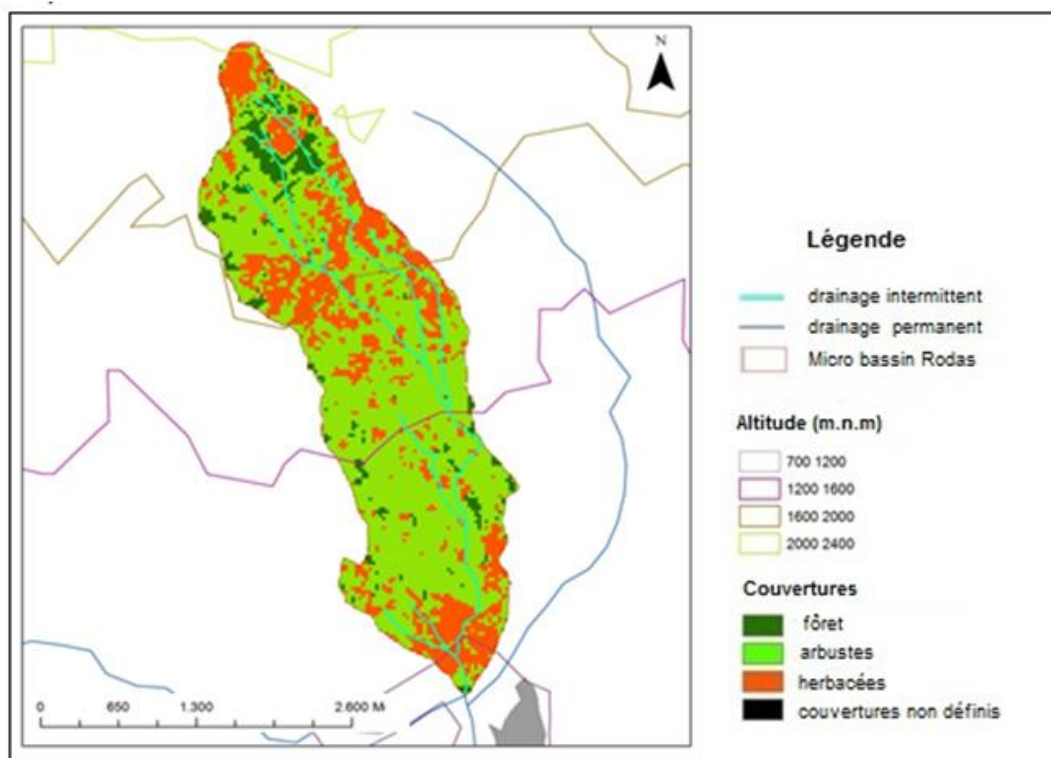 N
Légende
drainage intermittent
drainage permanent
Micro bassin Rodas
Altitude (m.n.m)
700 1200
1200 1600
1600 2000
2000 2400
Couvertures
fôret
arbustes
herbacées
couvertures non définis
0 650 1.300 2.600 M